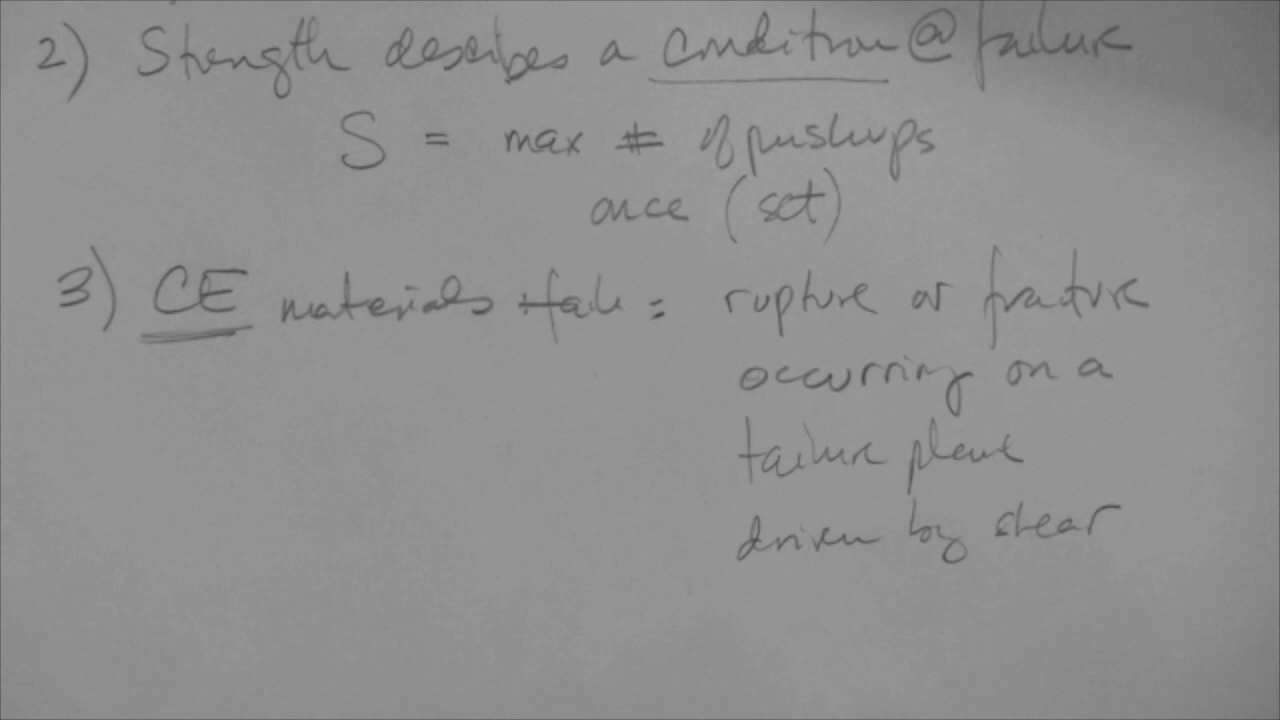 2) Strength describes a condition @ failure
S = max # of pushups
once (set)
3) CE materials fail = rupture or fracture
occurring on a
failure plane
driven by shear